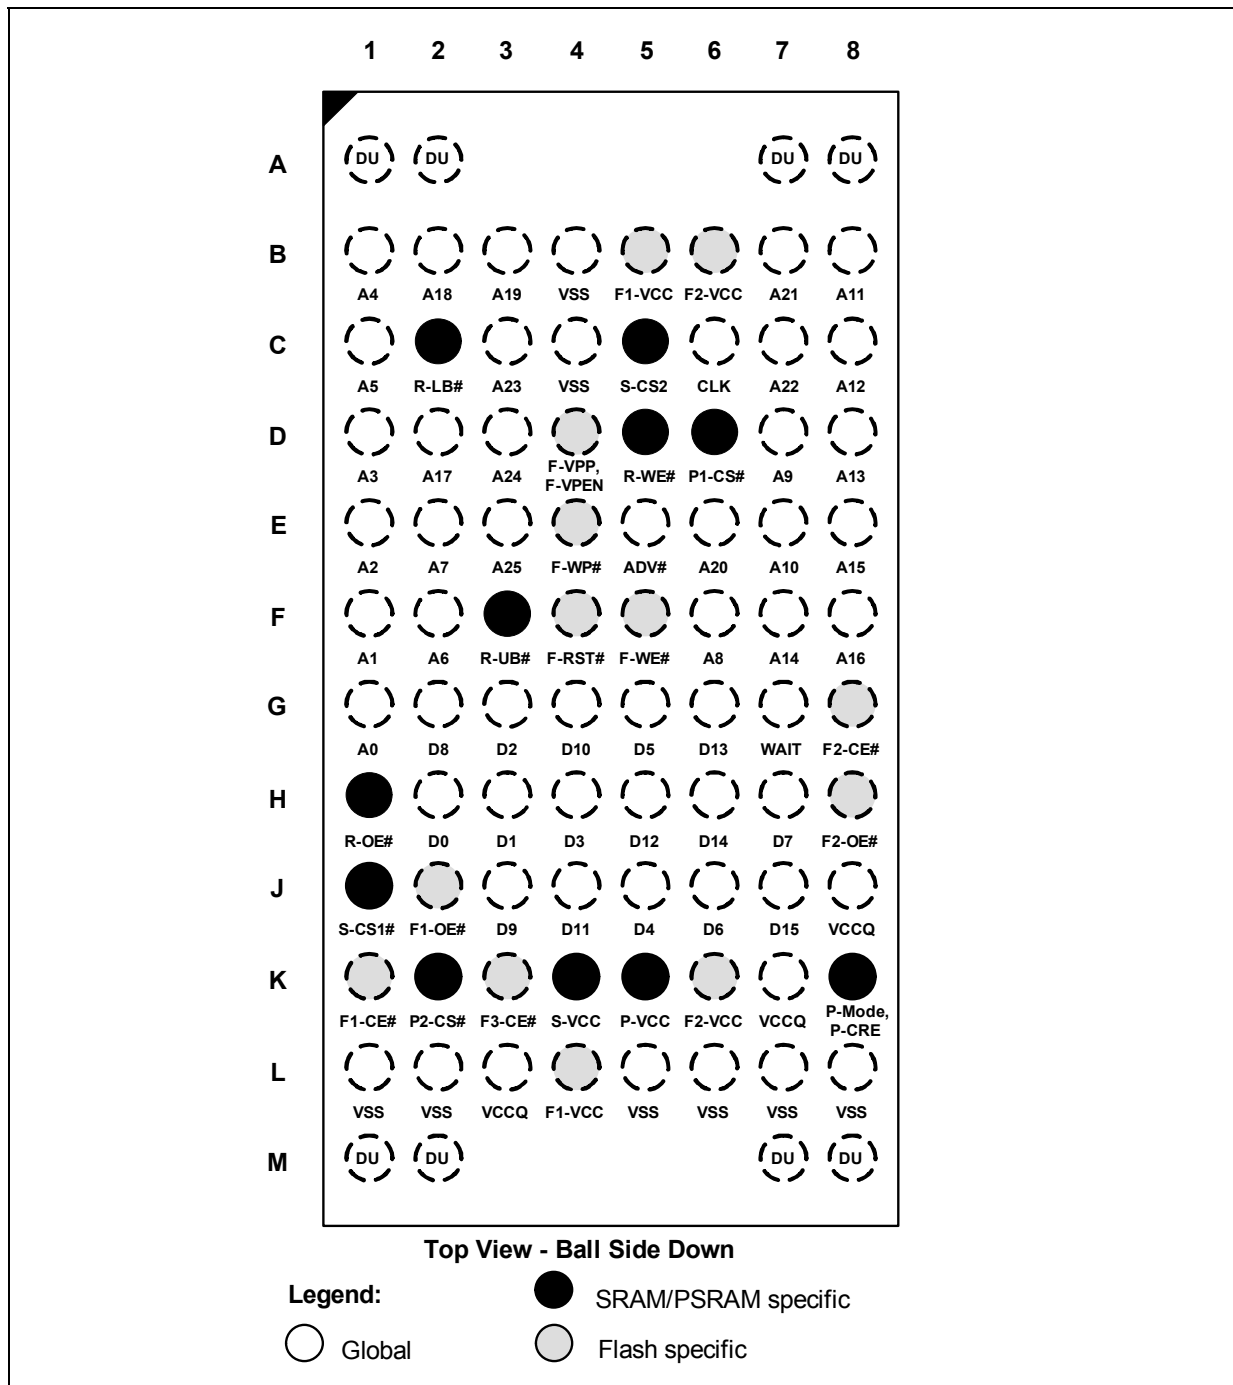 1 2 3 4 5 6 7 8
A DU DU DU DU
B
A4 A18 A19 VSS F1-VCC F2-VCC A21 A11
C
A5 R-LB# A23 VSS S-CS2 CLK A22 A12
D
A3 A17 A24 F-VPP, F-VPEN R-WE# P1-CS# A9 A13
E
A2 A7 A25 F-WP# ADV# A20 A10 A15
F
A1 A6 R-UB# F-RST# F-WE# A8 A14 A16
G
A0 D8 D2 D10 D5 D13 WAIT F2-CE#
H
R-OE# D0 D1 D3 D12 D14 D7 F2-OE#
J
S-CS1# F1-OE# D9 D11 D4 D6 D15 VCCQ
K
F1-CE# P2-CS# F3-CE# S-VCC P-VCC F2-VCC VCCQ P-Mode, P-CRE
L
VSS VSS VCCQ F1-VCC VSS VSS VSS VSS
M DU DU DU DU
Top View - Ball Side Down
Legend:
SRAM/PSRAM specific
Global
Flash specific